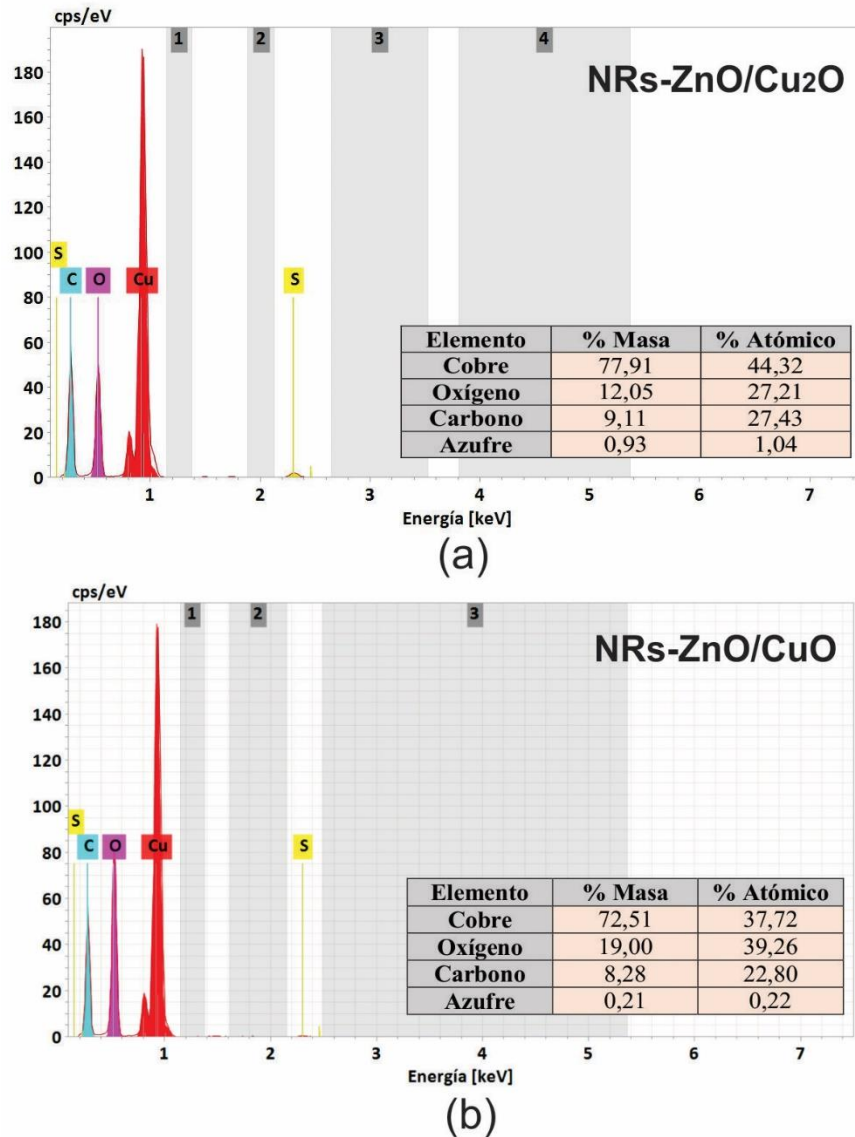 cps/eV
1 2 3 4
NRs-ZnO/Cu₂O
180
160
140
120
100
S
S
C O Cu
80
60
40
20
0
Elemento % Masa % Atómico
Cobre 77,91 44,32
Oxígeno 12,05 27,21
Carbono 9,11 27,43
Azufre 0,93 1,04
1 2 3 4 5 6 7
Energía [keV]
(a)
cps/eV
1 2 3
NRs-ZnO/CuO
180
160
140
120
100
S
C O Cu S
80
60
40
20
0
Elemento % Masa % Atómico
Cobre 72,51 37,72
Oxígeno 19,00 39,26
Carbono 8,28 22,80
Azufre 0,21 0,22
1 2 3 4 5 6 7
Energía [keV]
(b)